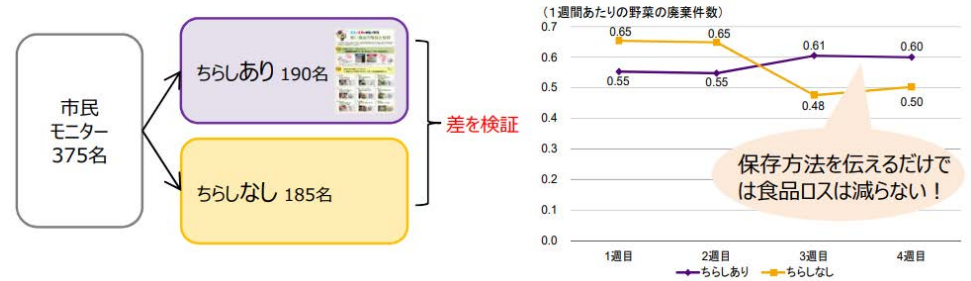 市民
モニター
375名
ちらしあり 190名
ちらしなし 185名
差を検証
（１週間あたりの野菜の廃棄件数）
0.7
0.6
0.5
0.4
0.3
0.2
0.1
0.0
0.65
0.65
0.61
0.60
0.55
0.55
0.48
0.50
保存方法を伝えるだけで
は食品ロスは減らない！
1週目
2週目
3週目
4週目
ちらしあり
ちらしなし